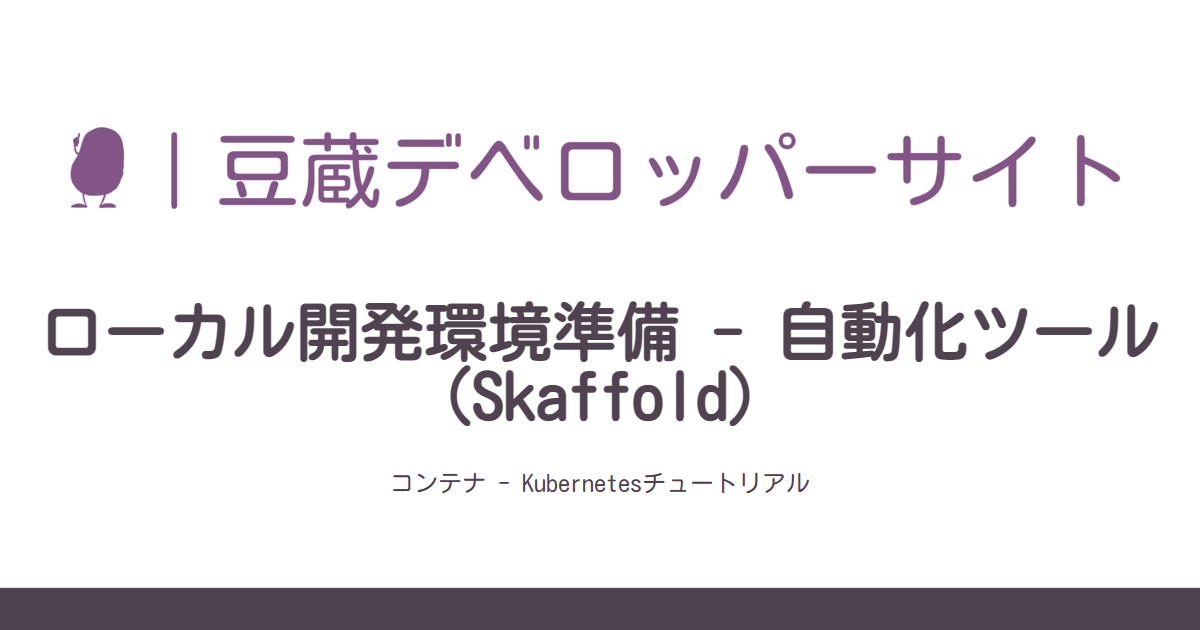 |豆蔵デベロッパーサイト
ローカル開発環境準備 - 自動化ツール
(Skaffold)
コンテナ - Kubernetesチュートリアル